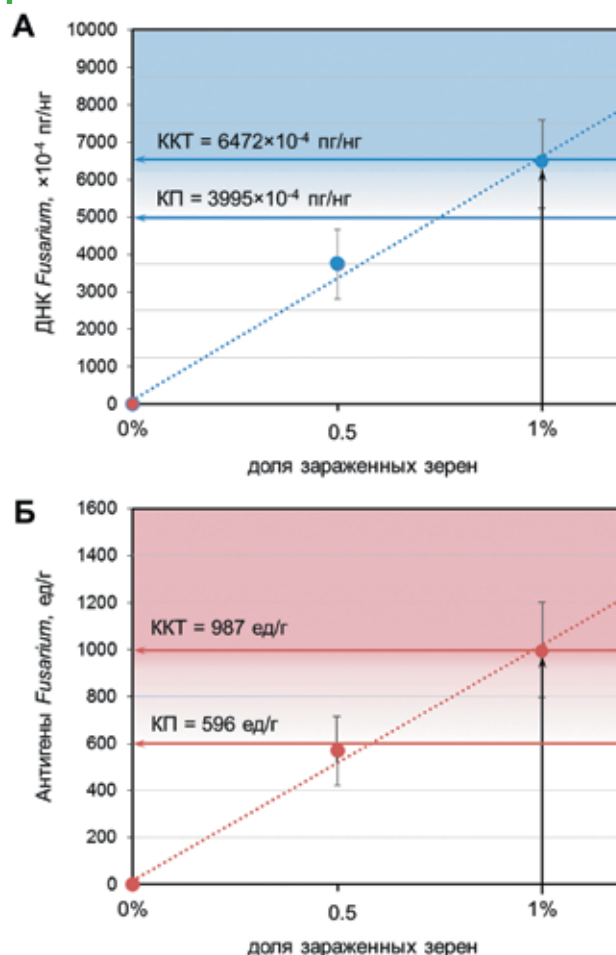 А
10000
9000
8000
7000
6000
5000
4000
3000
2000
1000
0
ДНК Fusarium, ×10⁻⁴ пг/нг
ККТ = 6472×10⁻⁴ пг/нг
КП = 3995×10⁻⁴ пг/нг
0% 0.5 1%
доля зараженных зерен
Б
1600
1400
1200
1000
800
600
400
200
0
Антигены Fusarium, ед/г
ККТ = 987 ед/г
КП = 596 ед/г
0% 0.5 1%
доля зараженных зерен